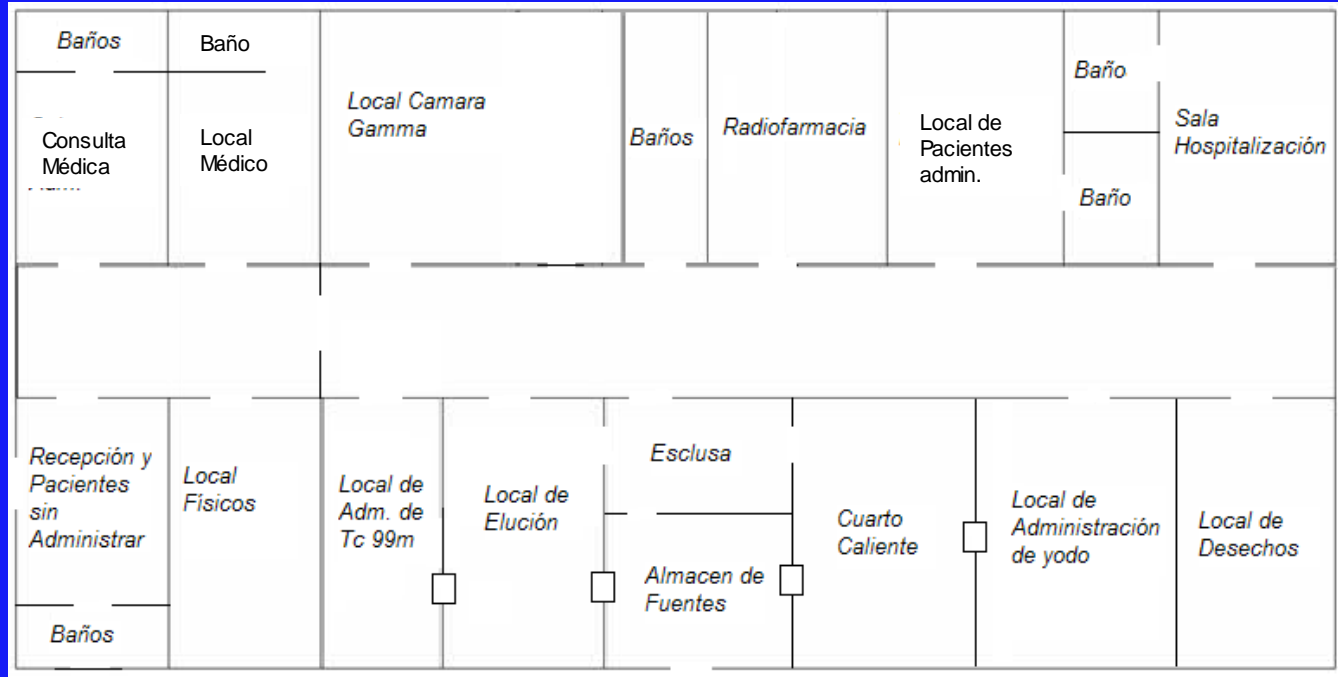 Baños
Baño
Consulta
Médica
Local
Médico
Local Camara
Gamma
Baños
Radiofarmacia
Local de
Pacientes
admin.
Baño
Baño
Sala
Hospitalización
Recepción y
Pacientes
sin
Administrar
Baños
Local
Físicos
Local de
Adm. de
Tc 99m
Local de
Elución
Esclusa
Almacen de
Fuentes
Cuarto
Caliente
Local de
Administración
de yodo
Local de
Desechos